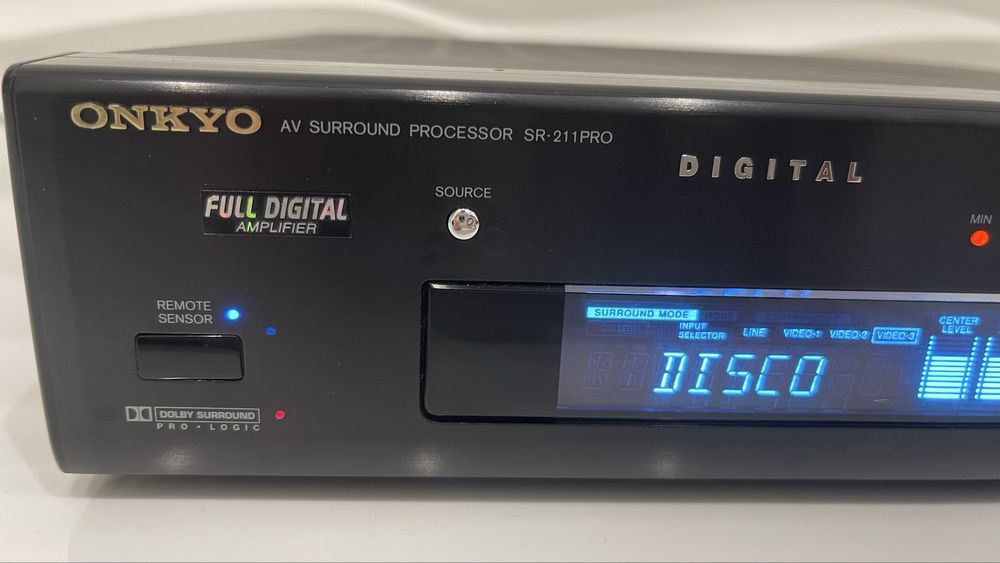 ONKYO AV SURROUND PROCESSOR SR-211PRO
DIGITAL
FULL DIGITAL
AMPLIFIER
SOURCE
MIN
REMOTE
SENSOR
SURROUND MODE
INPUT
SELECTOR
LINE VIDEO-1 VIDEO-2 VIDEO-3
CENTER
LEVEL
DISCO
DOLBY SURROUND
PRO • LOGIC